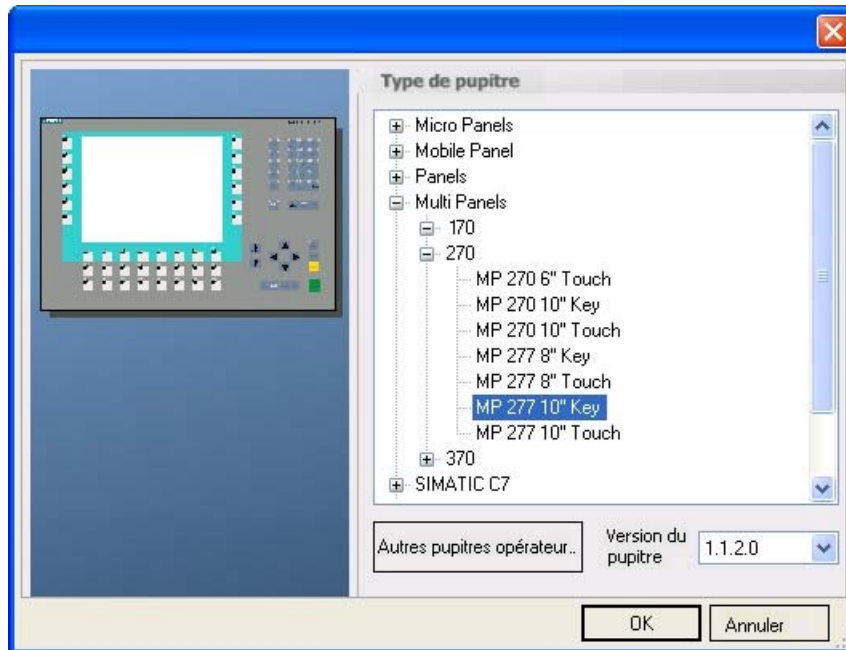 Type de pupitre
Micro Panels
Mobile Panel
Panels
Multi Panels
170
270
MP 270 6" Touch
MP 270 10" Key
MP 270 10" Touch
MP 277 8" Key
MP 277 8" Touch
MP 277 10" Key
MP 277 10" Touch
370
SIMATIC C7
Autres pupitres opérateur..
Version du
pupitre
1.1.2.0
OK
Annuler